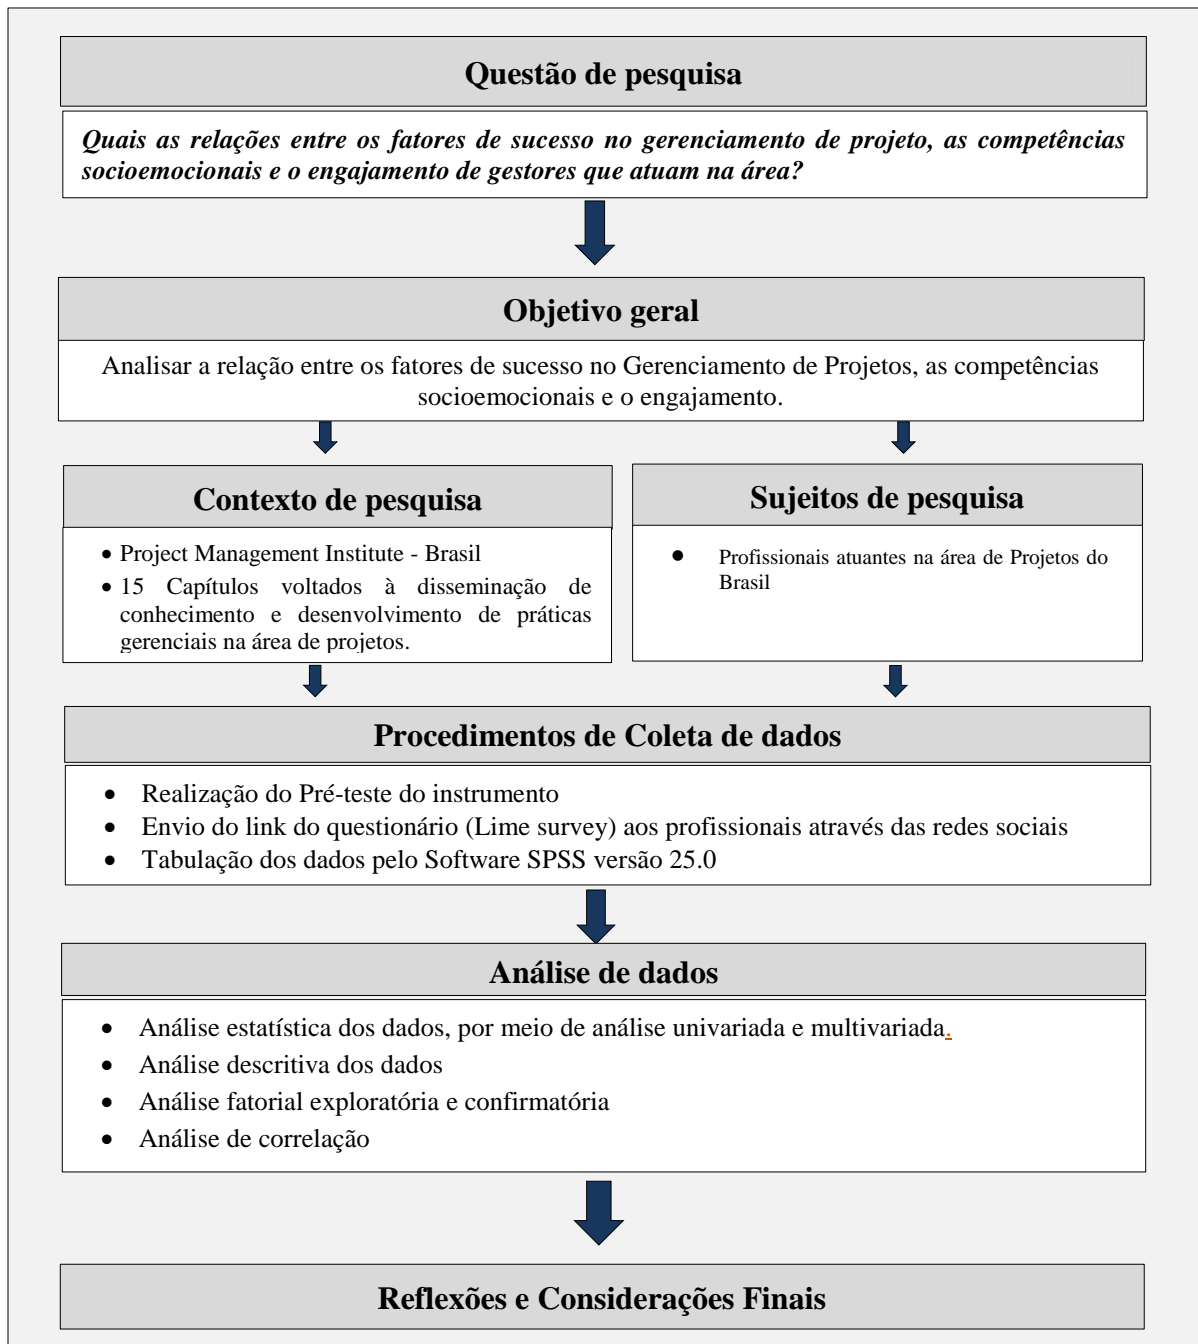 Questão de pesquisa
Quais as relações entre os fatores de sucesso no gerenciamento de projeto, as competências
socioemocionais e o engajamento de gestores que atuam na área?
Objetivo geral
Analisar a relação entre os fatores de sucesso no Gerenciamento de Projetos, as competências
socioemocionais e o engajamento.
Contexto de pesquisa
• Project Management Institute - Brasil
• 15 Capítulos voltados à disseminação de
conhecimento e desenvolvimento de práticas
gerenciais na área de projetos.
Sujeitos de pesquisa
• Profissionais atuantes na área de Projetos do
Brasil
Procedimentos de Coleta de dados
• Realização do Pré-teste do instrumento
• Envio do link do questionário (Lime survey) aos profissionais através das redes sociais
• Tabulação dos dados pelo Software SPSS versão 25.0
Análise de dados
• Análise estatística dos dados, por meio de análise univariada e multivariada.
• Análise descritiva dos dados
• Análise fatorial exploratória e confirmatória
• Análise de correlação
Reflexões e Considerações Finais